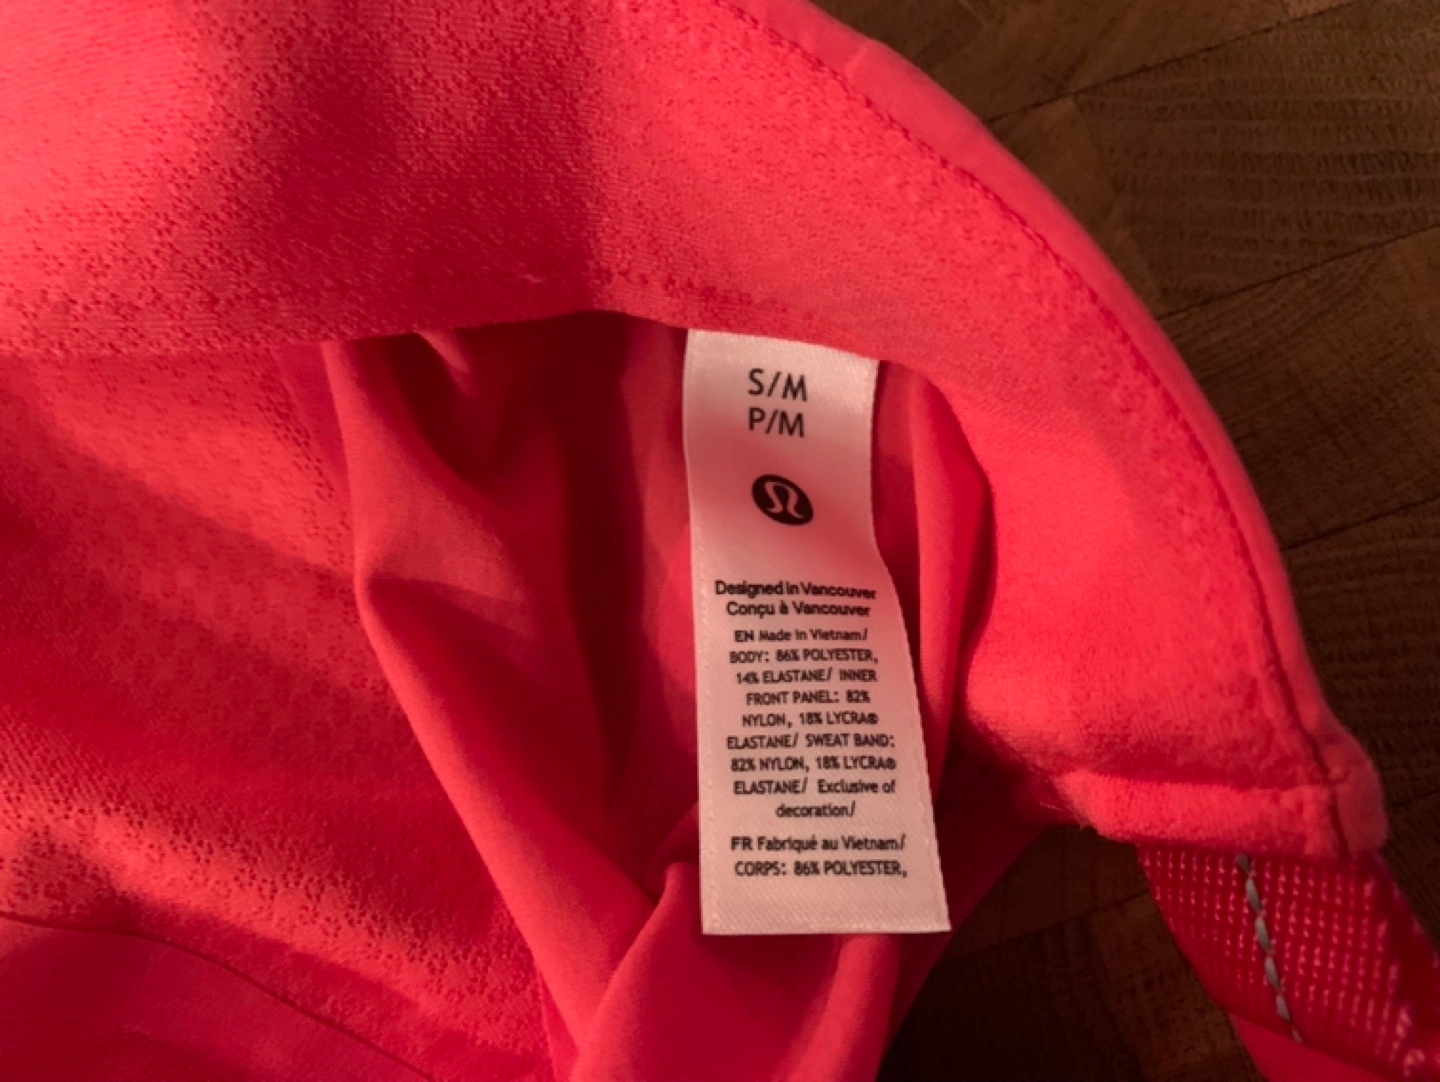 S/M
P/M
Designed in Vancouver
Conçu à Vancouver
EN Made in Vietnam/
BODY: 86% POLYESTER,
14% ELASTANE/ INNER
FRONT PANEL: 82%
NYLON, 18% LYCRA®
ELASTANE/ SWEAT BAND:
82% NYLON, 18% LYCRA®
ELASTANE/ Exclusive of
decoration/
FR Fabriqué au Vietnam/
CORPS: 86% POLYESTER,